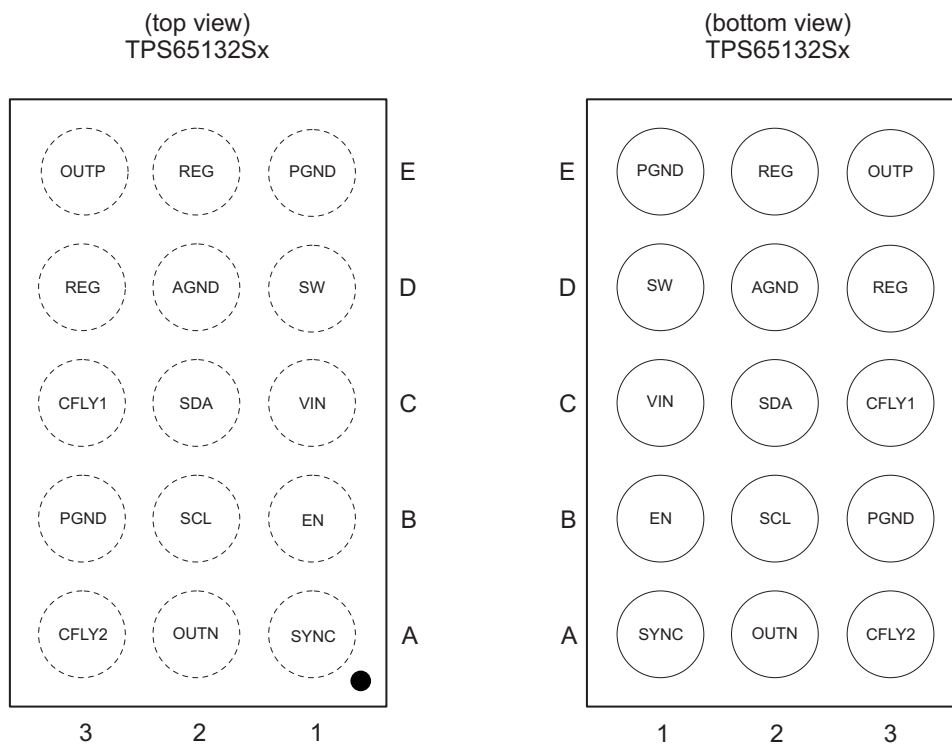 (top view)
TPS65132Sx
OUTP REG PGND E
REG AGND SW D
CFLY1 SDA VIN C
PGND SCL EN B
CFLY2 OUTN SYNC A
3 2 1
(bottom view)
TPS65132Sx
E PGND REG OUTP
D SW AGND REG
C VIN SDA CFLY1
B EN SCL PGND
A SYNC OUTN CFLY2
1 2 3